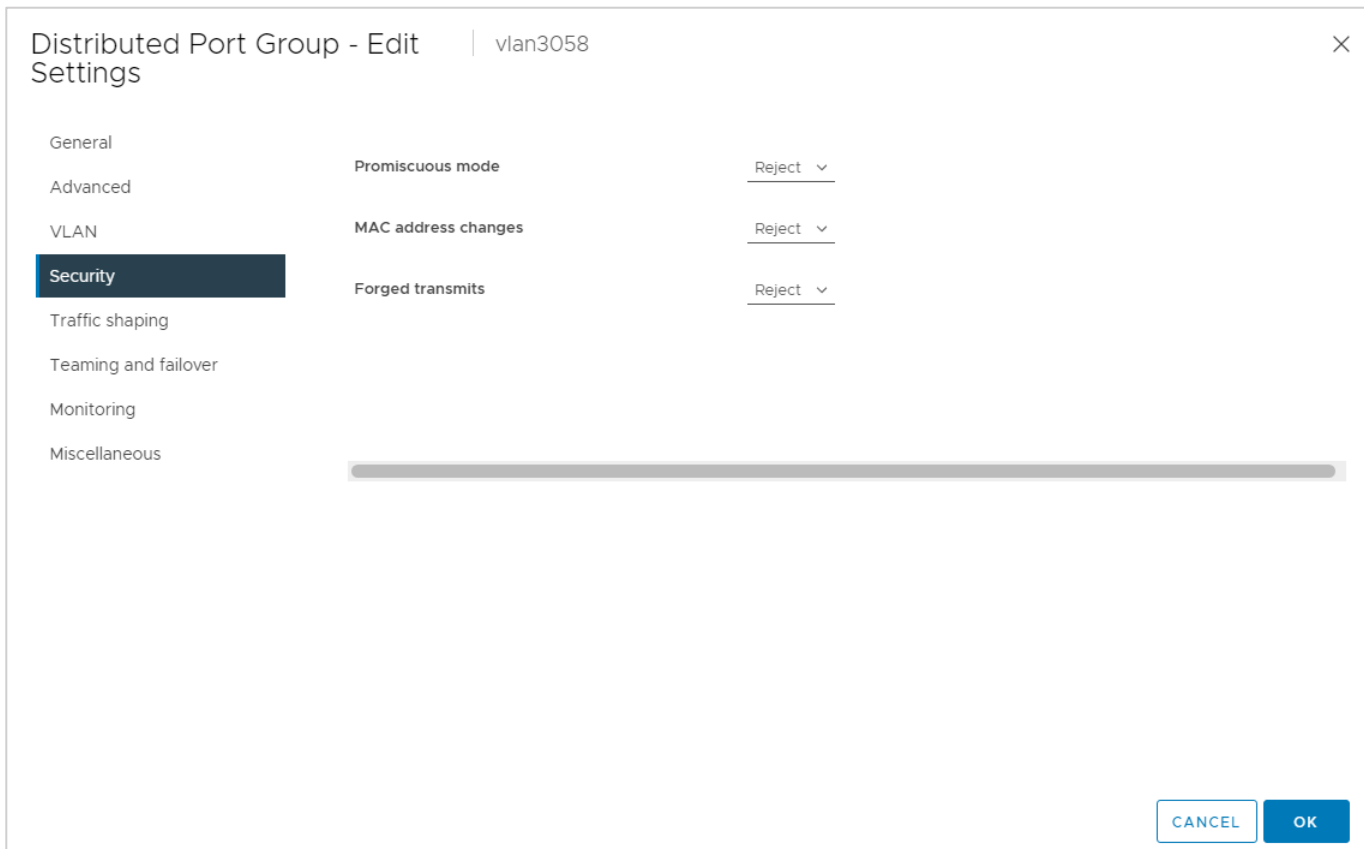 Distributed Port Group - Edit Settings
vlan3058
General
Advanced
VLAN
Security
Traffic shaping
Teaming and failover
Monitoring
Miscellaneous
Promiscuous mode Reject
MAC address changes Reject
Forged transmits Reject
CANCEL OK